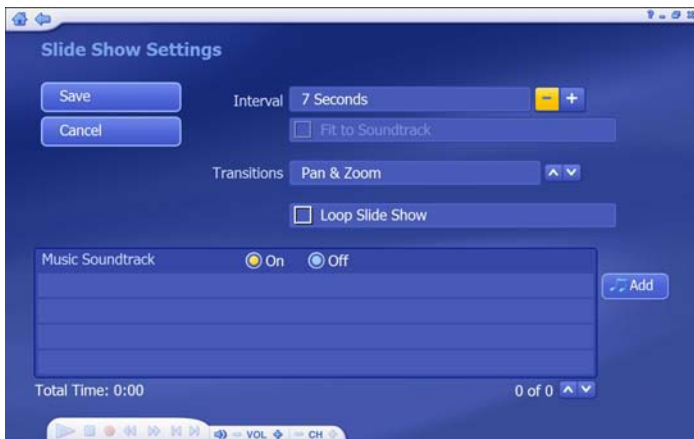 Slide Show Settings
Save
Interval 7 Seconds - +
Cancel
Fit to Soundtrack
Transitions Pan & Zoom
Loop Slide Show
Music Soundtrack On Off
Add
Total Time: 0:00 0 of 0
- VOL + - CH +